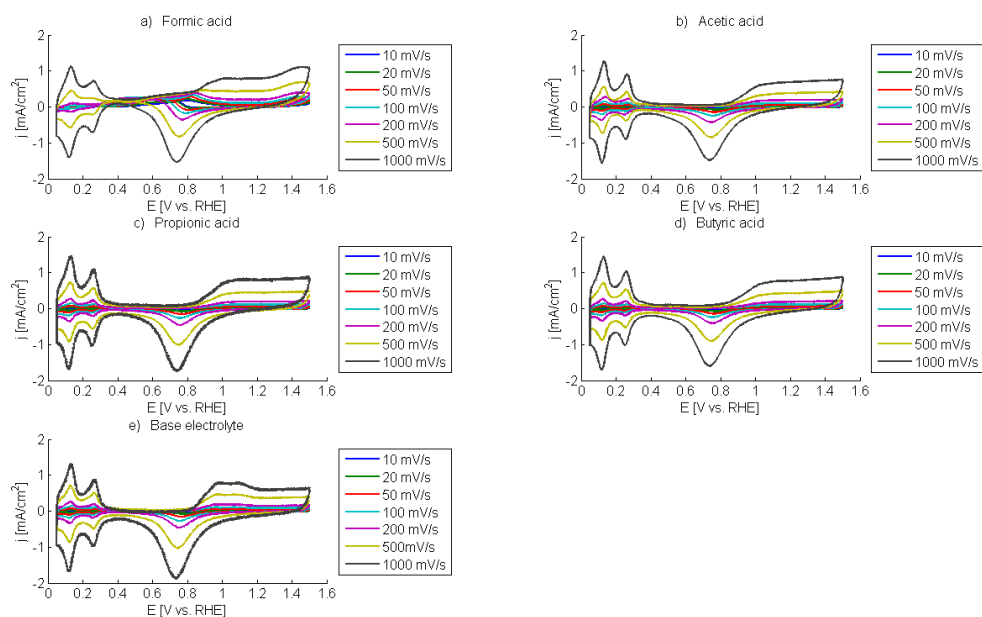 a) Formic acid
j [mA/cm2]
2
1
0
-1
-2
0 0.2 0.4 0.6 0.8 1 1.2 1.4 1.6
E [V vs. RHE]
10 mV/s
20 mV/s
50 mV/s
100 mV/s
200 mV/s
500 mV/s
1000 mV/s
b) Acetic acid
j [mA/cm2]
2
1
0
-1
-2
0 0.2 0.4 0.6 0.8 1 1.2 1.4 1.6
E [V vs. RHE]
10 mV/s
20 mV/s
50 mV/s
100 mV/s
200 mV/s
500 mV/s
1000 mV/s
c) Propionic acid
j [mA/cm2]
2
1
0
-1
-2
0 0.2 0.4 0.6 0.8 1 1.2 1.4 1.6
E [V vs. RHE]
10 mV/s
20 mV/s
50 mV/s
100 mV/s
200 mV/s
500 mV/s
1000 mV/s
d) Butyric acid
j [mA/cm2]
2
1
0
-1
-2
0 0.2 0.4 0.6 0.8 1 1.2 1.4 1.6
E [V vs. RHE]
10 mV/s
20 mV/s
50 mV/s
100 mV/s
200 mV/s
500 mV/s
1000 mV/s
e) Base electrolyte
j [mA/cm2]
2
1
0
-1
-2
0 0.2 0.4 0.6 0.8 1 1.2 1.4 1.6
E [V vs. RHE]
10 mV/s
20 mV/s
50 mV/s
100 mV/s
200 mV/s
500mV/s
1000 mV/s